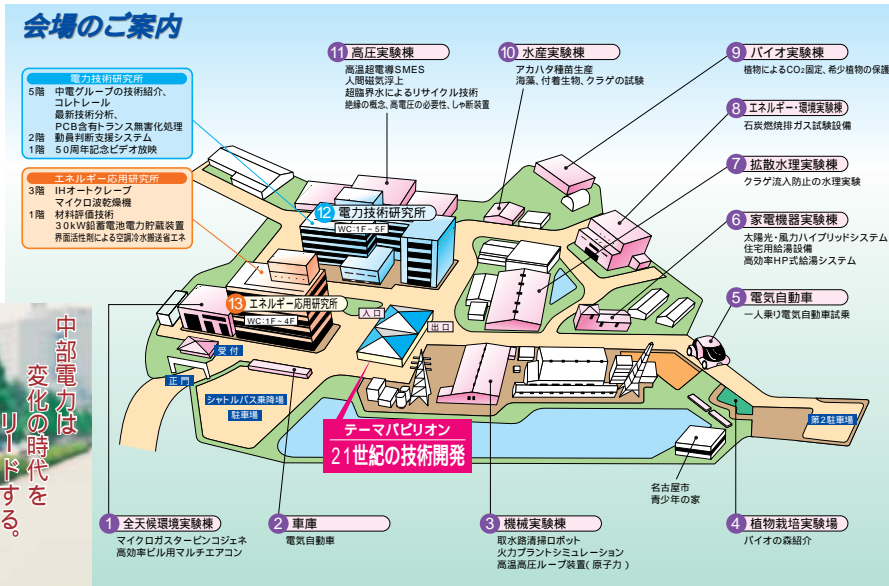 会場のご案内
電力技術研究所
5階 中電グループの技術紹介、
コレトレール
最新技術分析、
PCB含有トランス無害化処理
2階 動員判断支援システム
1階 50周年記念ビデオ放映
エネルギー応用研究所
3階 IHオートクレーブ
マイクロ波乾燥機
1階 材料評価技術
30kW鉛蓄電池電力貯蔵装置
界面活性剤による空調冷水搬送省エネ
11 高圧実験棟
高温超電導SMES
人間磁気浮上
超臨界水によるリサイクル技術
絶縁の概念、高電圧の必要性、しゃ断装置
10 水産実験棟
アカハタ種苗生産
海藻、付着生物、クラゲの試験
9 バイオ実験棟
植物によるCO2固定、希少植物の保護
8 エネルギー・環境実験棟
石炭燃焼排ガス試験設備
7 拡散水理実験棟
クラゲ流入防止の水理実験
6 家電機器実験棟
太陽光・風力ハイブリッドシステム
住宅用給湯設備
高効率HP式給湯システム
5 電気自動車
一人乗り電気自動車試乗
12 電力技術研究所
WC:1F~5F
13 エネルギー応用研究所
WC:1F~4F
入口
出口
受付
正門
シャトルバス乗降場
駐車場
テーマパビリオン
21世紀の技術開発
第2駐車場
名古屋市
青少年の家
中部電力は
変化の時代を
リードする。
1 全天候環境実験棟
マイクロガスタービンコジェネ
高効率ビル用マルチエアコン
2 車庫
電気自動車
3 機械実験棟
取水路清掃ロボット
火力プラントシミュレーション
高温高圧ループ装置(原子力)
4 植物栽培実験場
バイオの森紹介